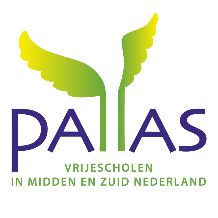 pallas
VRIJESCHOLEN
IN MIDDEN EN ZUID NEDERLAND